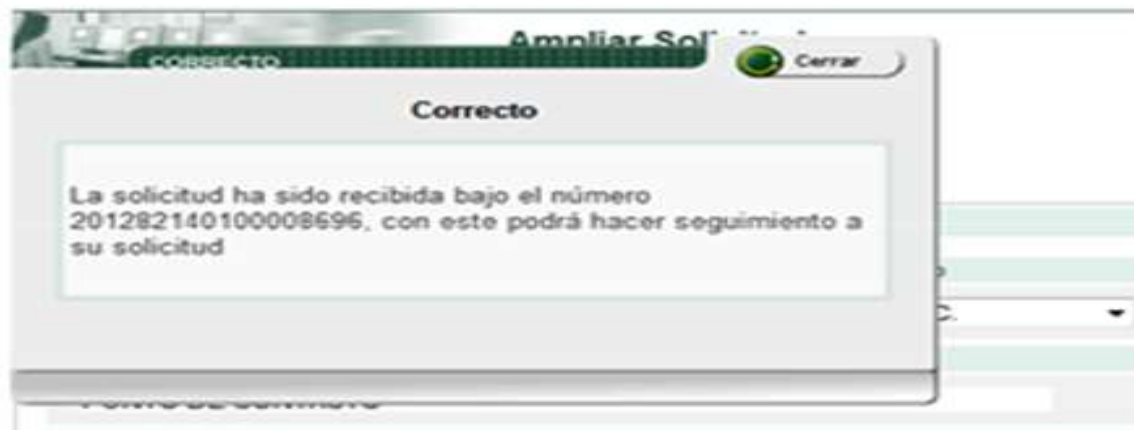 Ampliar
CORRECTO
Cerrar
Correcto
La solicitud ha sido recibida bajo el número
201282140100008696, con este podrá hacer seguimiento a
su solicitud
C.